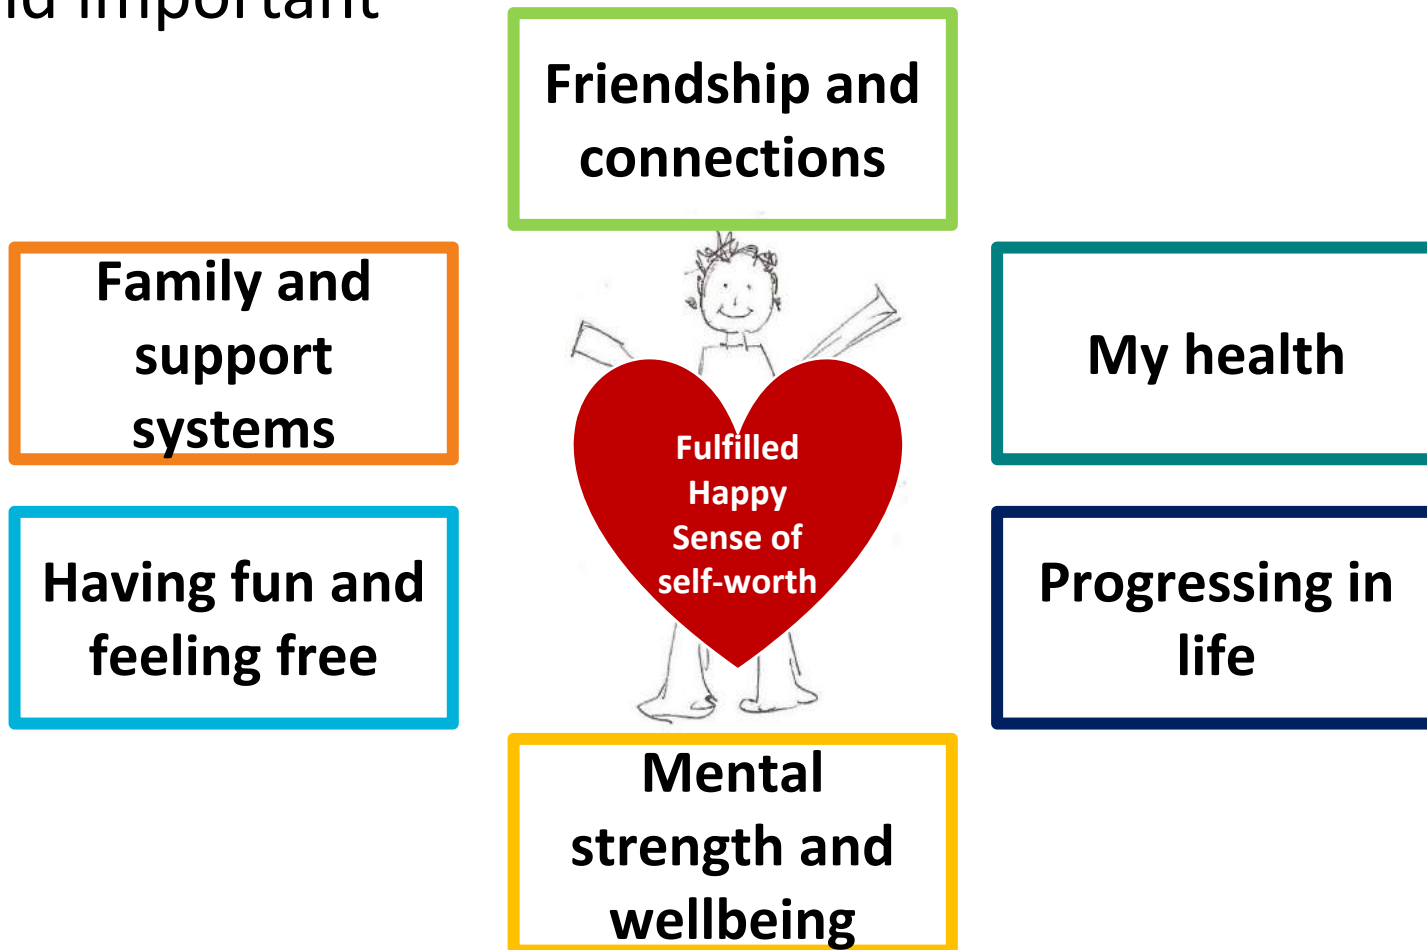 important
Friendship and
connections
Family and
support
systems
My health
Fulfilled
Happy
Sense of
self-worth
Having fun and
feeling free
Progressing in
life
Mental
strength and
wellbeing